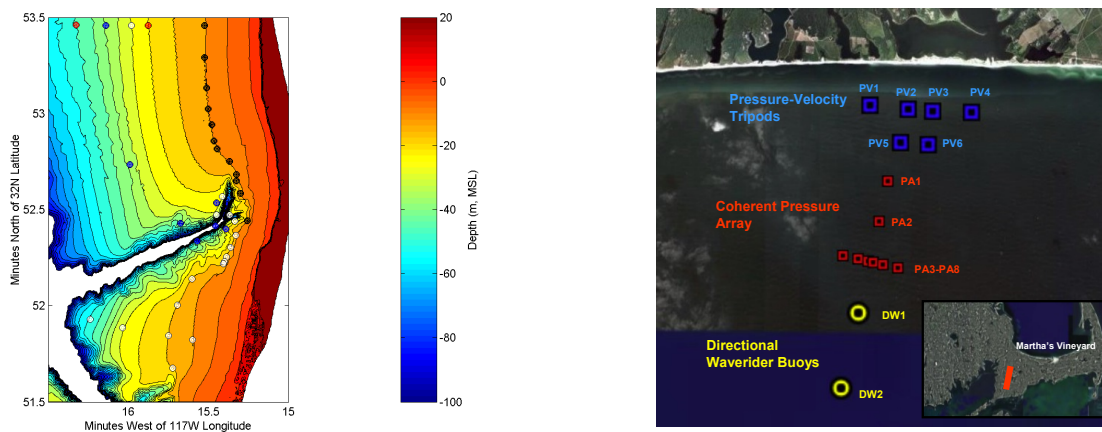 53.5
53
52.5
52
51.5
Minutes North of 32N Latitude
16
15.5
15
Minutes West of 117W Longitude
20
0
-20
-40
-60
-80
-100
Depth (m, MSL)
PV1
PV2
PV3
PV4
Pressure-Velocity
Tripods
PV5
PV6
PA1
Coherent Pressure
Array
PA2
PA3-PA8
DW1
Directional
Waverider Buoys
DW2
Martha's Vineyard